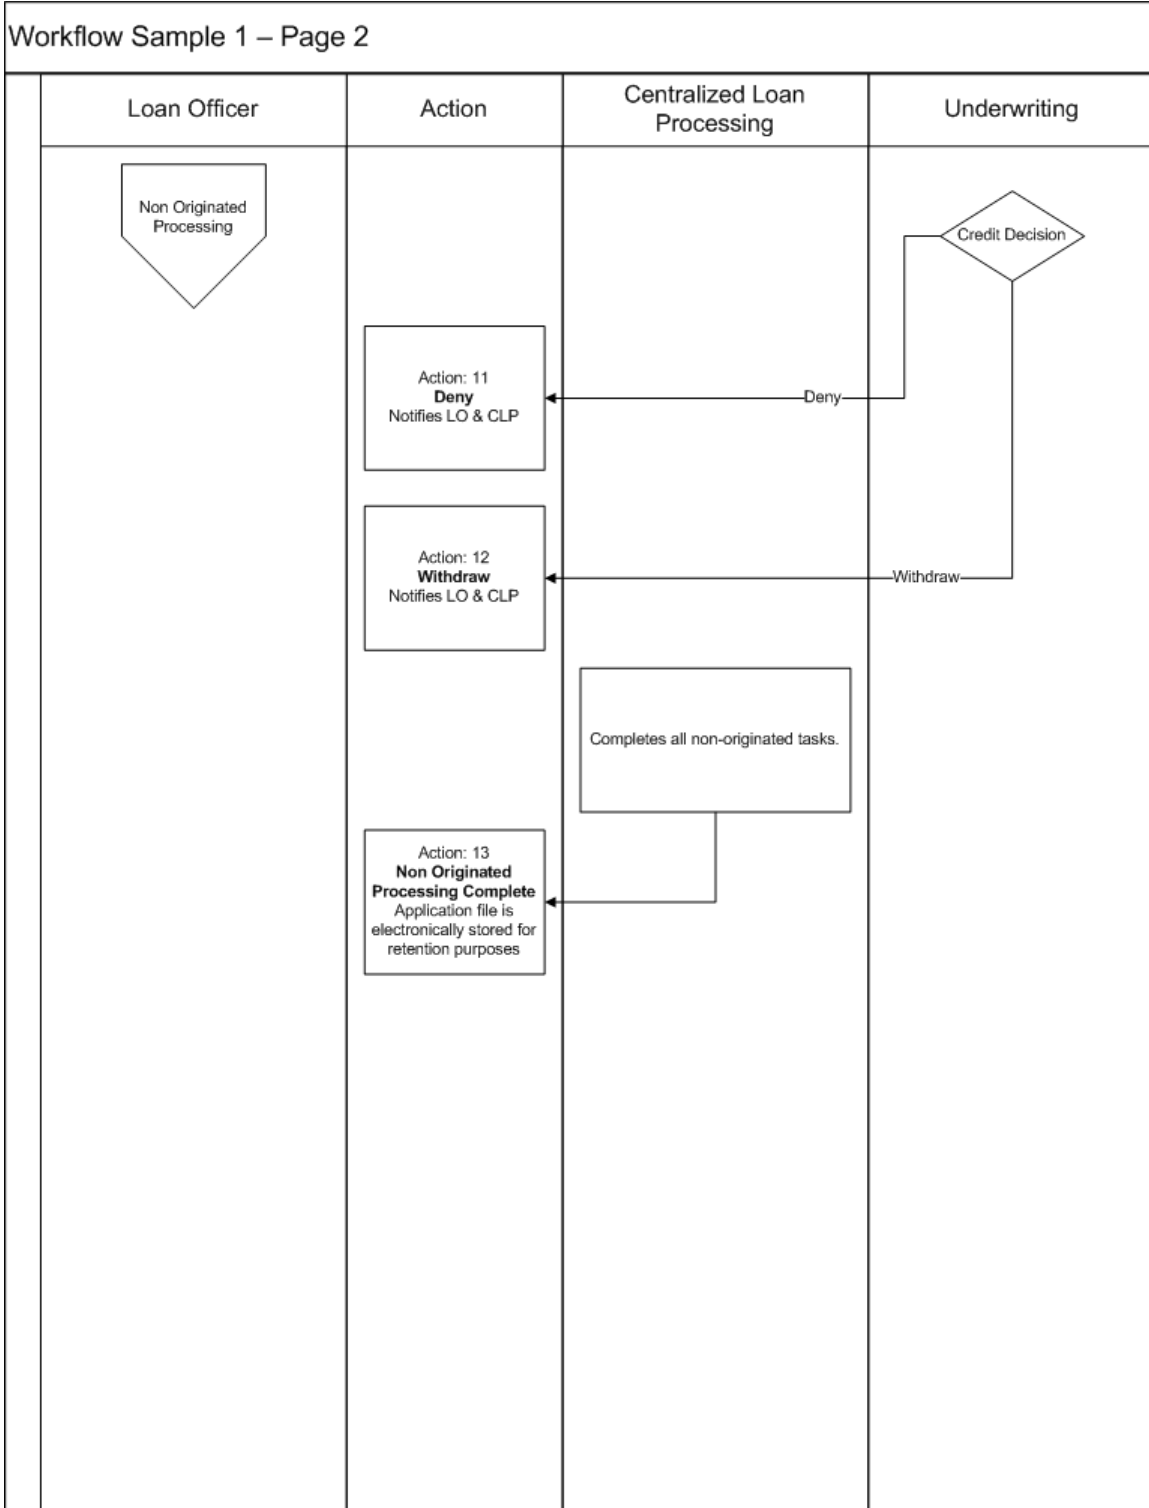 Workflow Sample 1 – Page 2
Loan Officer
Action
Centralized Loan
Processing
Underwriting
Non Originated
Processing
Credit Decision
Action: 11
Deny
Notifies LO & CLP
Deny
Action: 12
Withdraw
Notifies LO & CLP
Withdraw
Completes all non-originated tasks.
Action: 13
Non Originated
Processing Complete
Application file is
electronically stored for
retention purposes